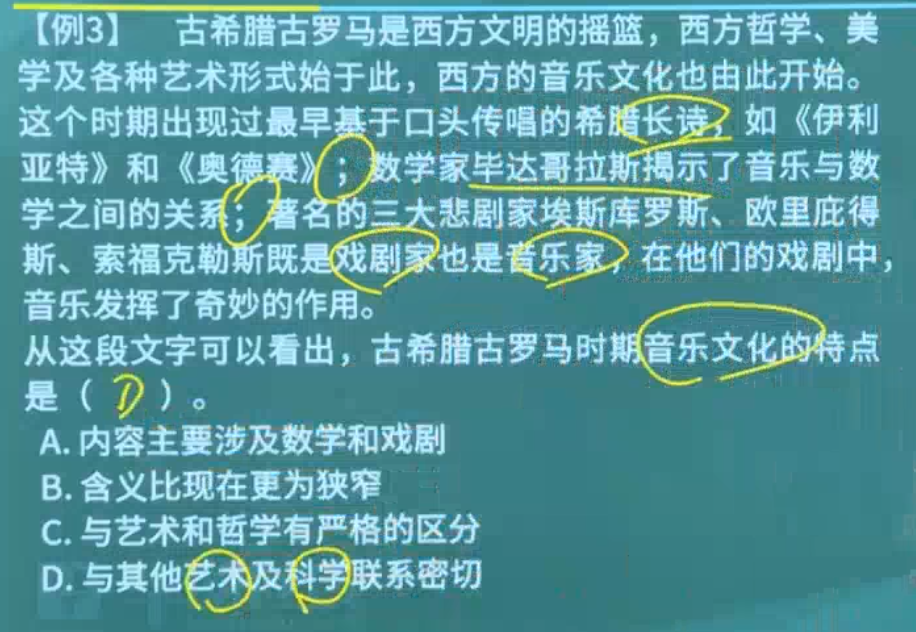 【例3】 古希腊古罗马是西方文明的摇篮，西方哲学、美
学及各种艺术形式始于此，西方的音乐文化也由此开始。
这个时期出现过最早基于口头传唱的希腊长诗，如《伊利
亚特》和《奥德赛》；数学家毕达哥拉斯揭示了音乐与数
学之间的关系；著名的三大悲剧家埃斯库罗斯、欧里庇得
斯、索福克勒斯既是戏剧家也是音乐家，在他们的戏剧中，
音乐发挥了奇妙的作用。
从这段文字可以看出，古希腊古罗马时期音乐文化的特点
是（ D ）。
A. 内容主要涉及数学和戏剧
B. 含义比现在更为狭窄
C. 与艺术和哲学有严格的区分
D. 与其他艺术及科学联系密切